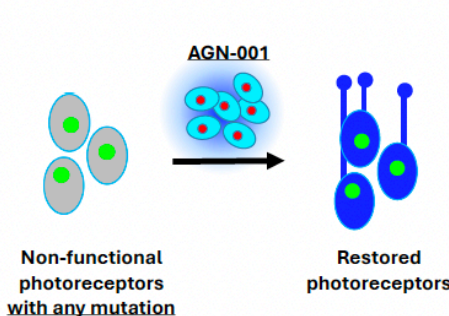 AGN-001
Non-functional
photoreceptors
with any mutation
Restored
photoreceptors